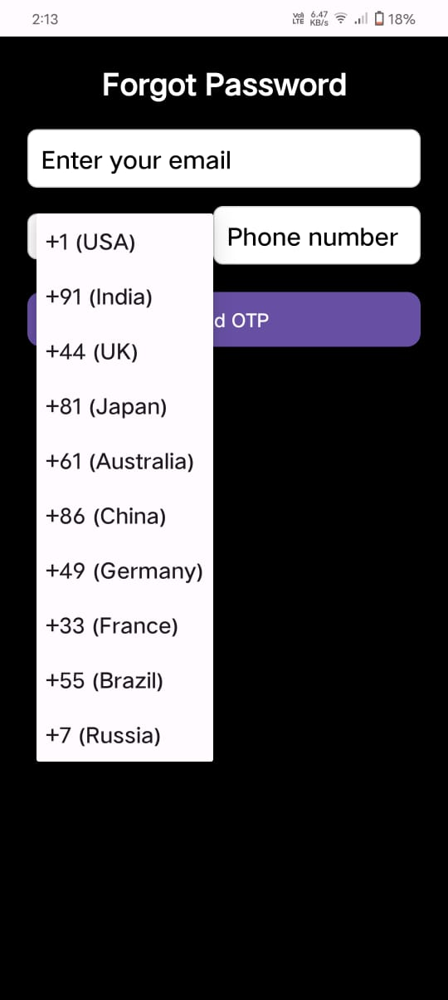 2:13
Vo) LTE 6.47 KB/s 18%
Forgot Password
Enter your email
Phone number
+1 (USA)
+91 (India)
d OTP
+44 (UK)
+81 (Japan)
+61 (Australia)
+86 (China)
+49 (Germany)
+33 (France)
+55 (Brazil)
+7 (Russia)